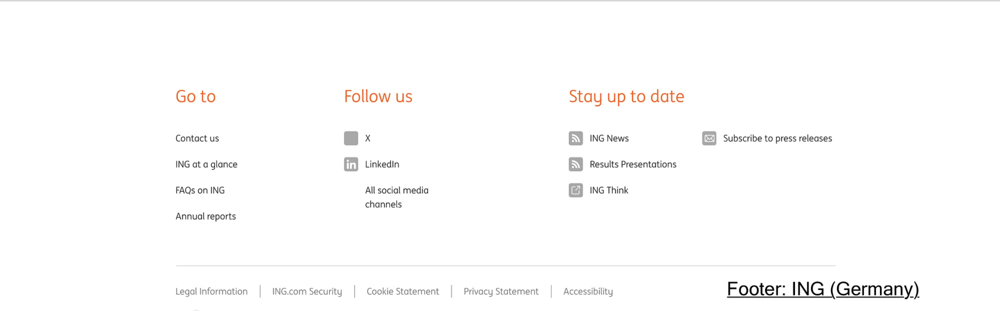 Go to
Contact us
ING at a glance
FAQs on ING
Annual reports
Follow us
X
in LinkedIn
All social media
channels
Stay up to date
ING News
Results Presentations
ING Think
Subscribe to press releases
Legal Information | ING.com Security | Cookie Statement | Privacy Statement | Accessibility
Footer: ING (Germany)